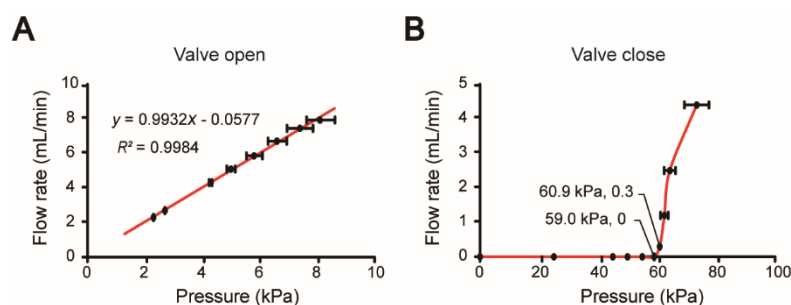 A
Valve open
Flow rate (mL/min)
10
8
6
4
2
0
y = 0.9932x - 0.0577
R² = 0.9984
0 2 4 6 8 10
Pressure (kPa)
B
Valve close
Flow rate (mL/min)
5
4
3
2
1
0
60.9 kPa, 0.3
59.0 kPa, 0
0 20 40 60 80 100
Pressure (kPa)